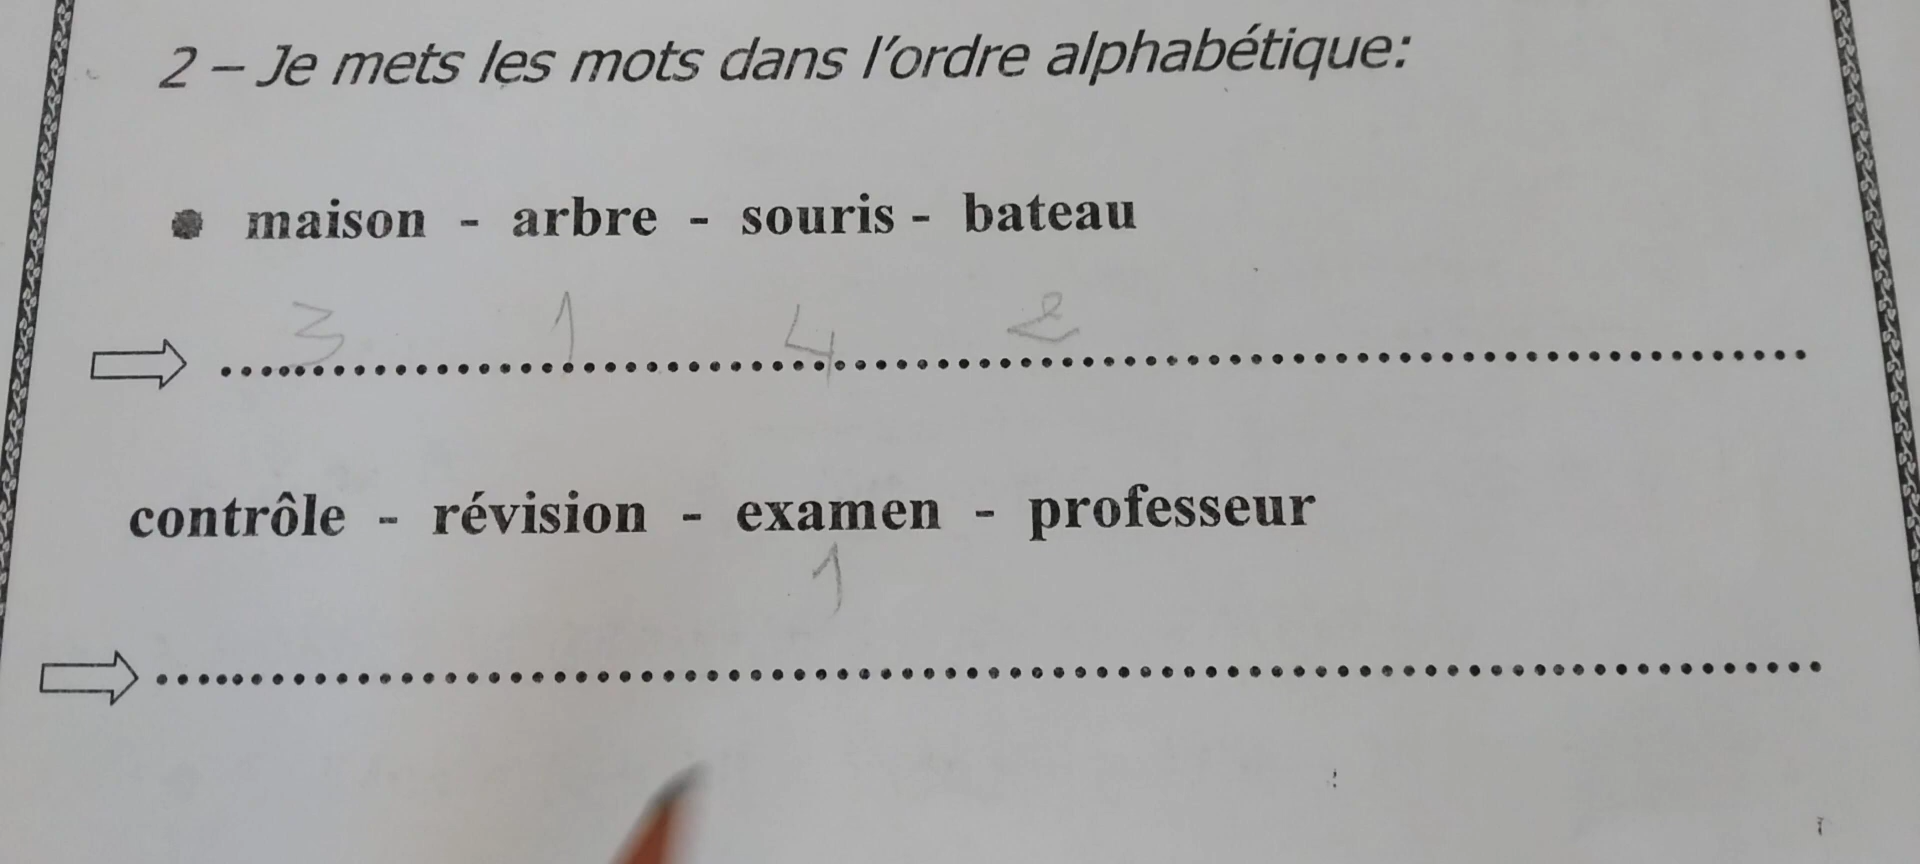 2 – Je mets les mots dans l'ordre alphabétique:
maison - arbre - souris - bateau
3 1 4 2
contrôle - révision - examen - professeur
1